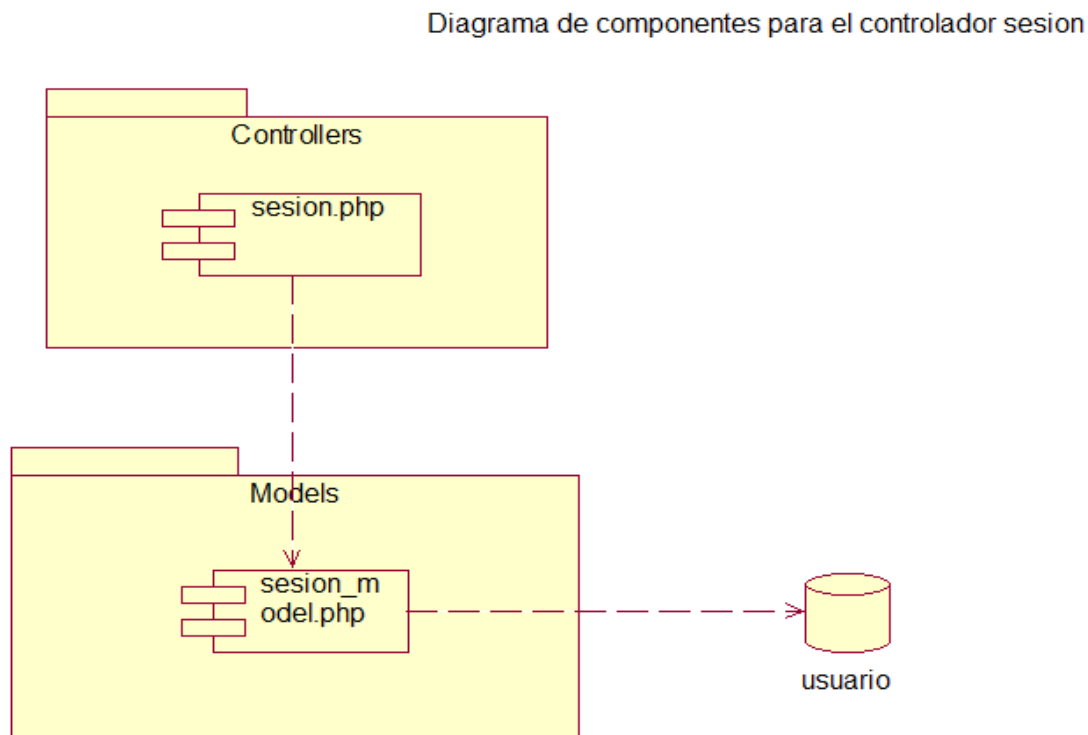 Diagrama de componentes para el controlador sesion
Controllers
sesion.php
Models
sesion_m
odel.php
usuario